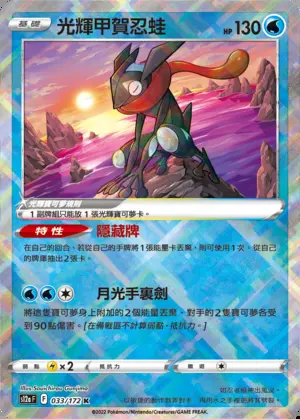 基礎 光輝甲賀忍蛙 HP 130
光輝寶可夢規則
1副牌組只能放1張光輝寶可夢卡。
特性 隱藏牌
在自己的回合,若從自己的手牌將1張能量卡丟棄,則可使用1次。從自己的牌庫抽出2張卡。
月光手裏劍
將這隻寶可夢身上附加的2個能量丟棄,對手的2隻寶可夢各受到90點傷害。[在備戰區不計算弱點、抵抗力。]
弱點 ×2 抵抗力 撤退
Illus. Souichirou Gunjima
s12a F F 033/172 K
©2022 Pokémon/Nintendo/Creatures/GAME FREAK.